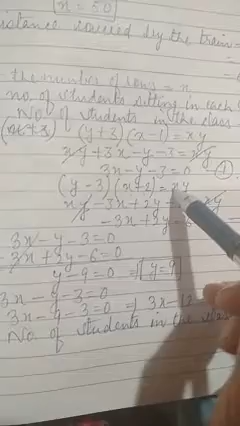 x = 50
distance covered by the train
the number of rows = x
no. of students sitting in each
No of students in the class
(y+3) (x-1) = xy
xy+3x-y-3 = xy
3x-y-3=0 ①
(y-3)(x+2) = xy
xy-3x+2y-6 = xy
-3x+2y-6
3x-y-3=0
-3x+2y-6=0
y-9=0 ⇒ y=9
3x-y-3=0
3x-9-3=0 ⇒ 3x-12
No. of students in the